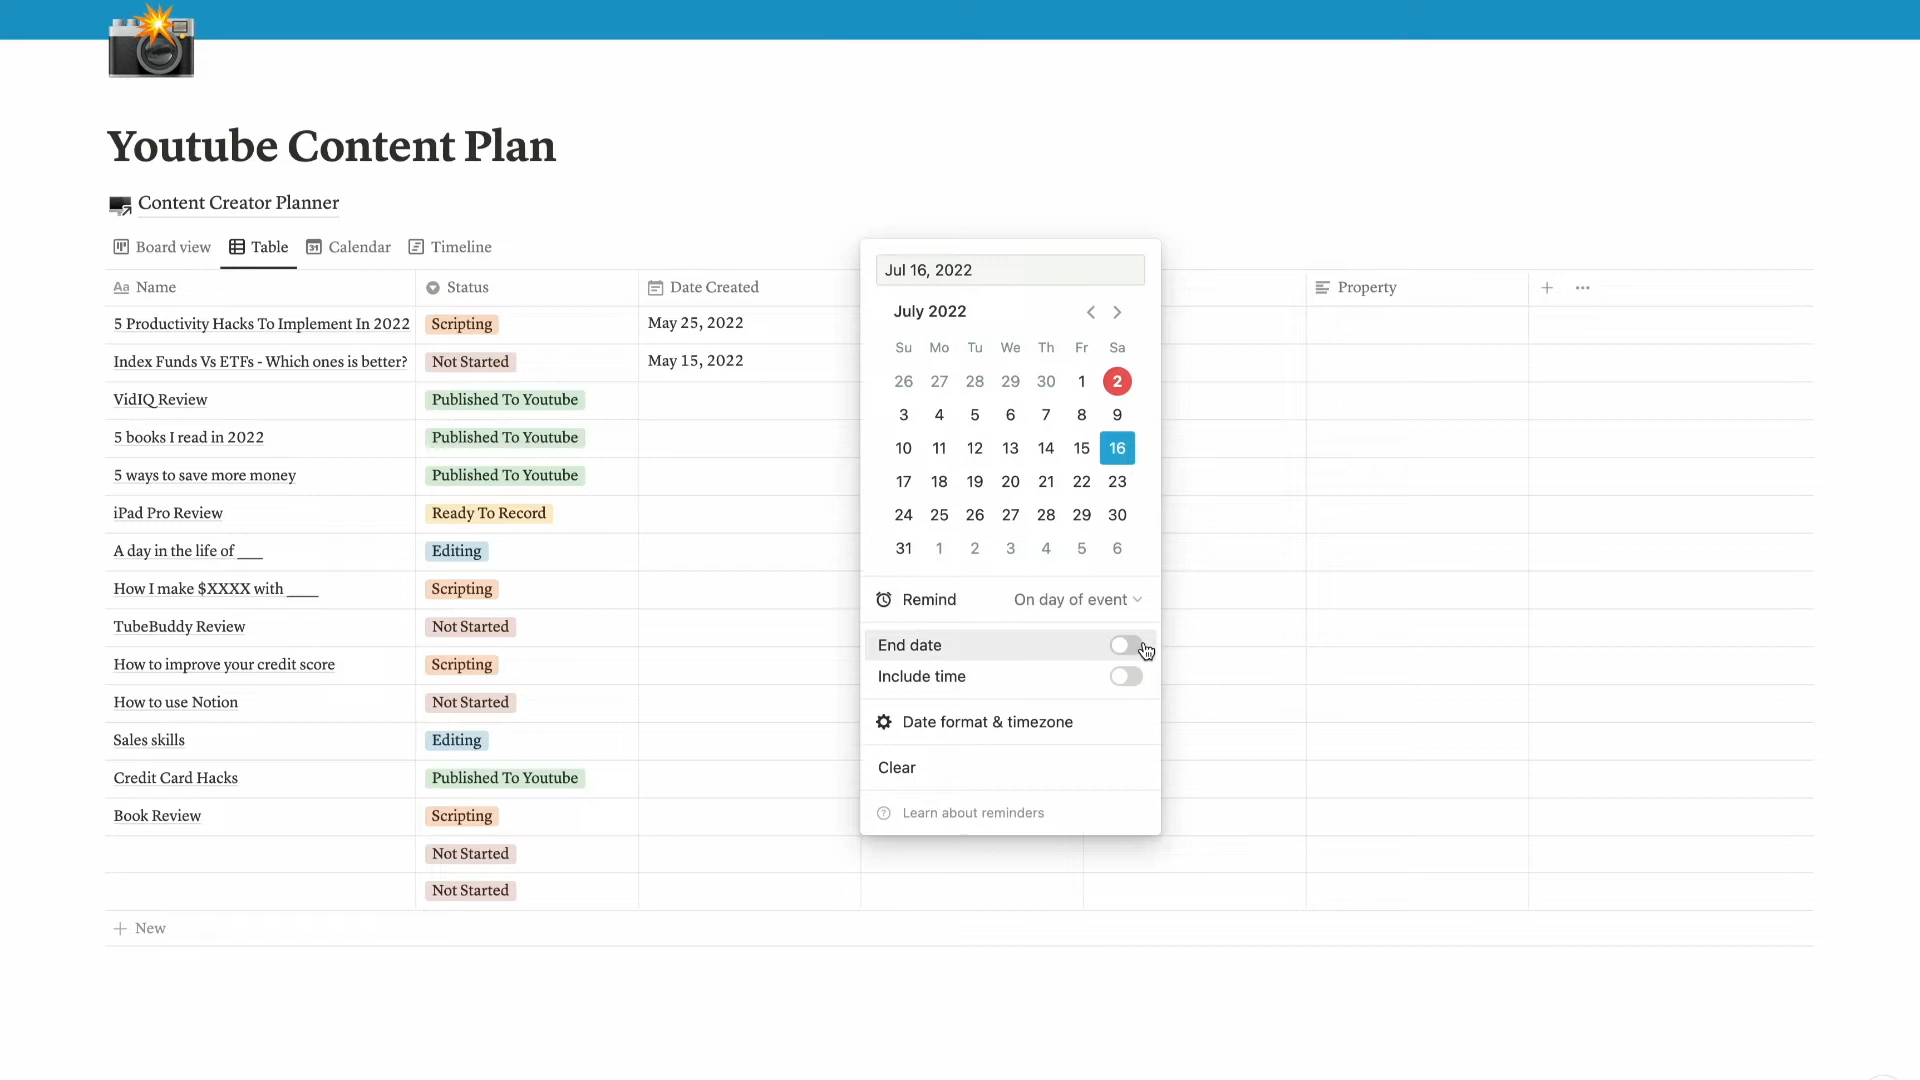 Youtube Content Plan
Content Creator Planner
Board view Table Calendar Timeline
Aa Name Status Date Created Property + ...
5 Productivity Hacks To Implement In 2022 Scripting May 25, 2022
Index Funds Vs ETFs - Which ones is better? Not Started May 15, 2022
VidIQ Review Published To Youtube
5 books I read in 2022 Published To Youtube
5 ways to save more money Published To Youtube
iPad Pro Review Ready To Record
A day in the life of ___ Editing
How I make $XXXX with ____ Scripting
TubeBuddy Review Not Started
How to improve your credit score Scripting
How to use Notion Not Started
Sales skills Editing
Credit Card Hacks Published To Youtube
Book Review Scripting
Not Started
Not Started
+ New
Jul 16, 2022
July 2022
Su Mo Tu We Th Fr Sa
26 27 28 29 30 1 2
3 4 5 6 7 8 9
10 11 12 13 14 15 16
17 18 19 20 21 22 23
24 25 26 27 28 29 30
31 1 2 3 4 5 6
Remind On day of event
End date
Include time
Date format & timezone
Clear
Learn about reminders